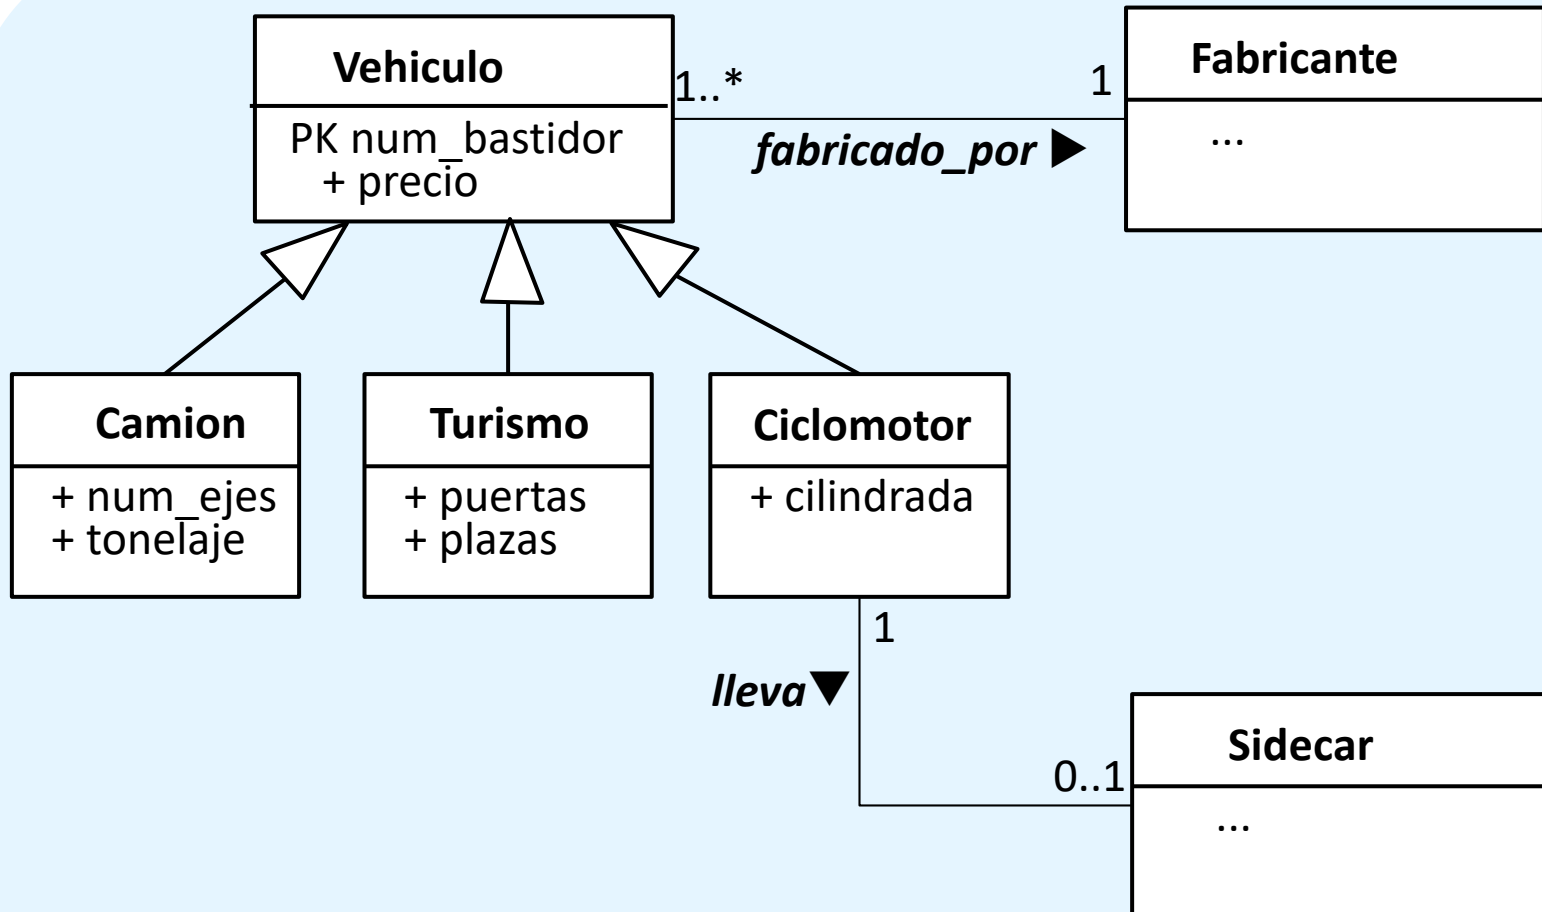 Vehiculo
PK num_bastidor
+ precio
1..*
1
fabricado_por
Fabricante
...
Camion
+ num_ejes
+ tonelaje
Turismo
+ puertas
+ plazas
Ciclomotor
+ cilindrada
1
lleva
0..1
Sidecar
...